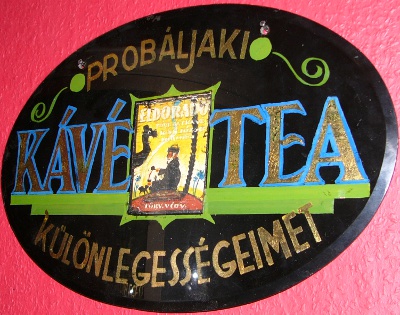 PROBÁLJAKI
KÁVÉ TEA
ELDORADO
KÜLÖNLEGESSÉGEIMET